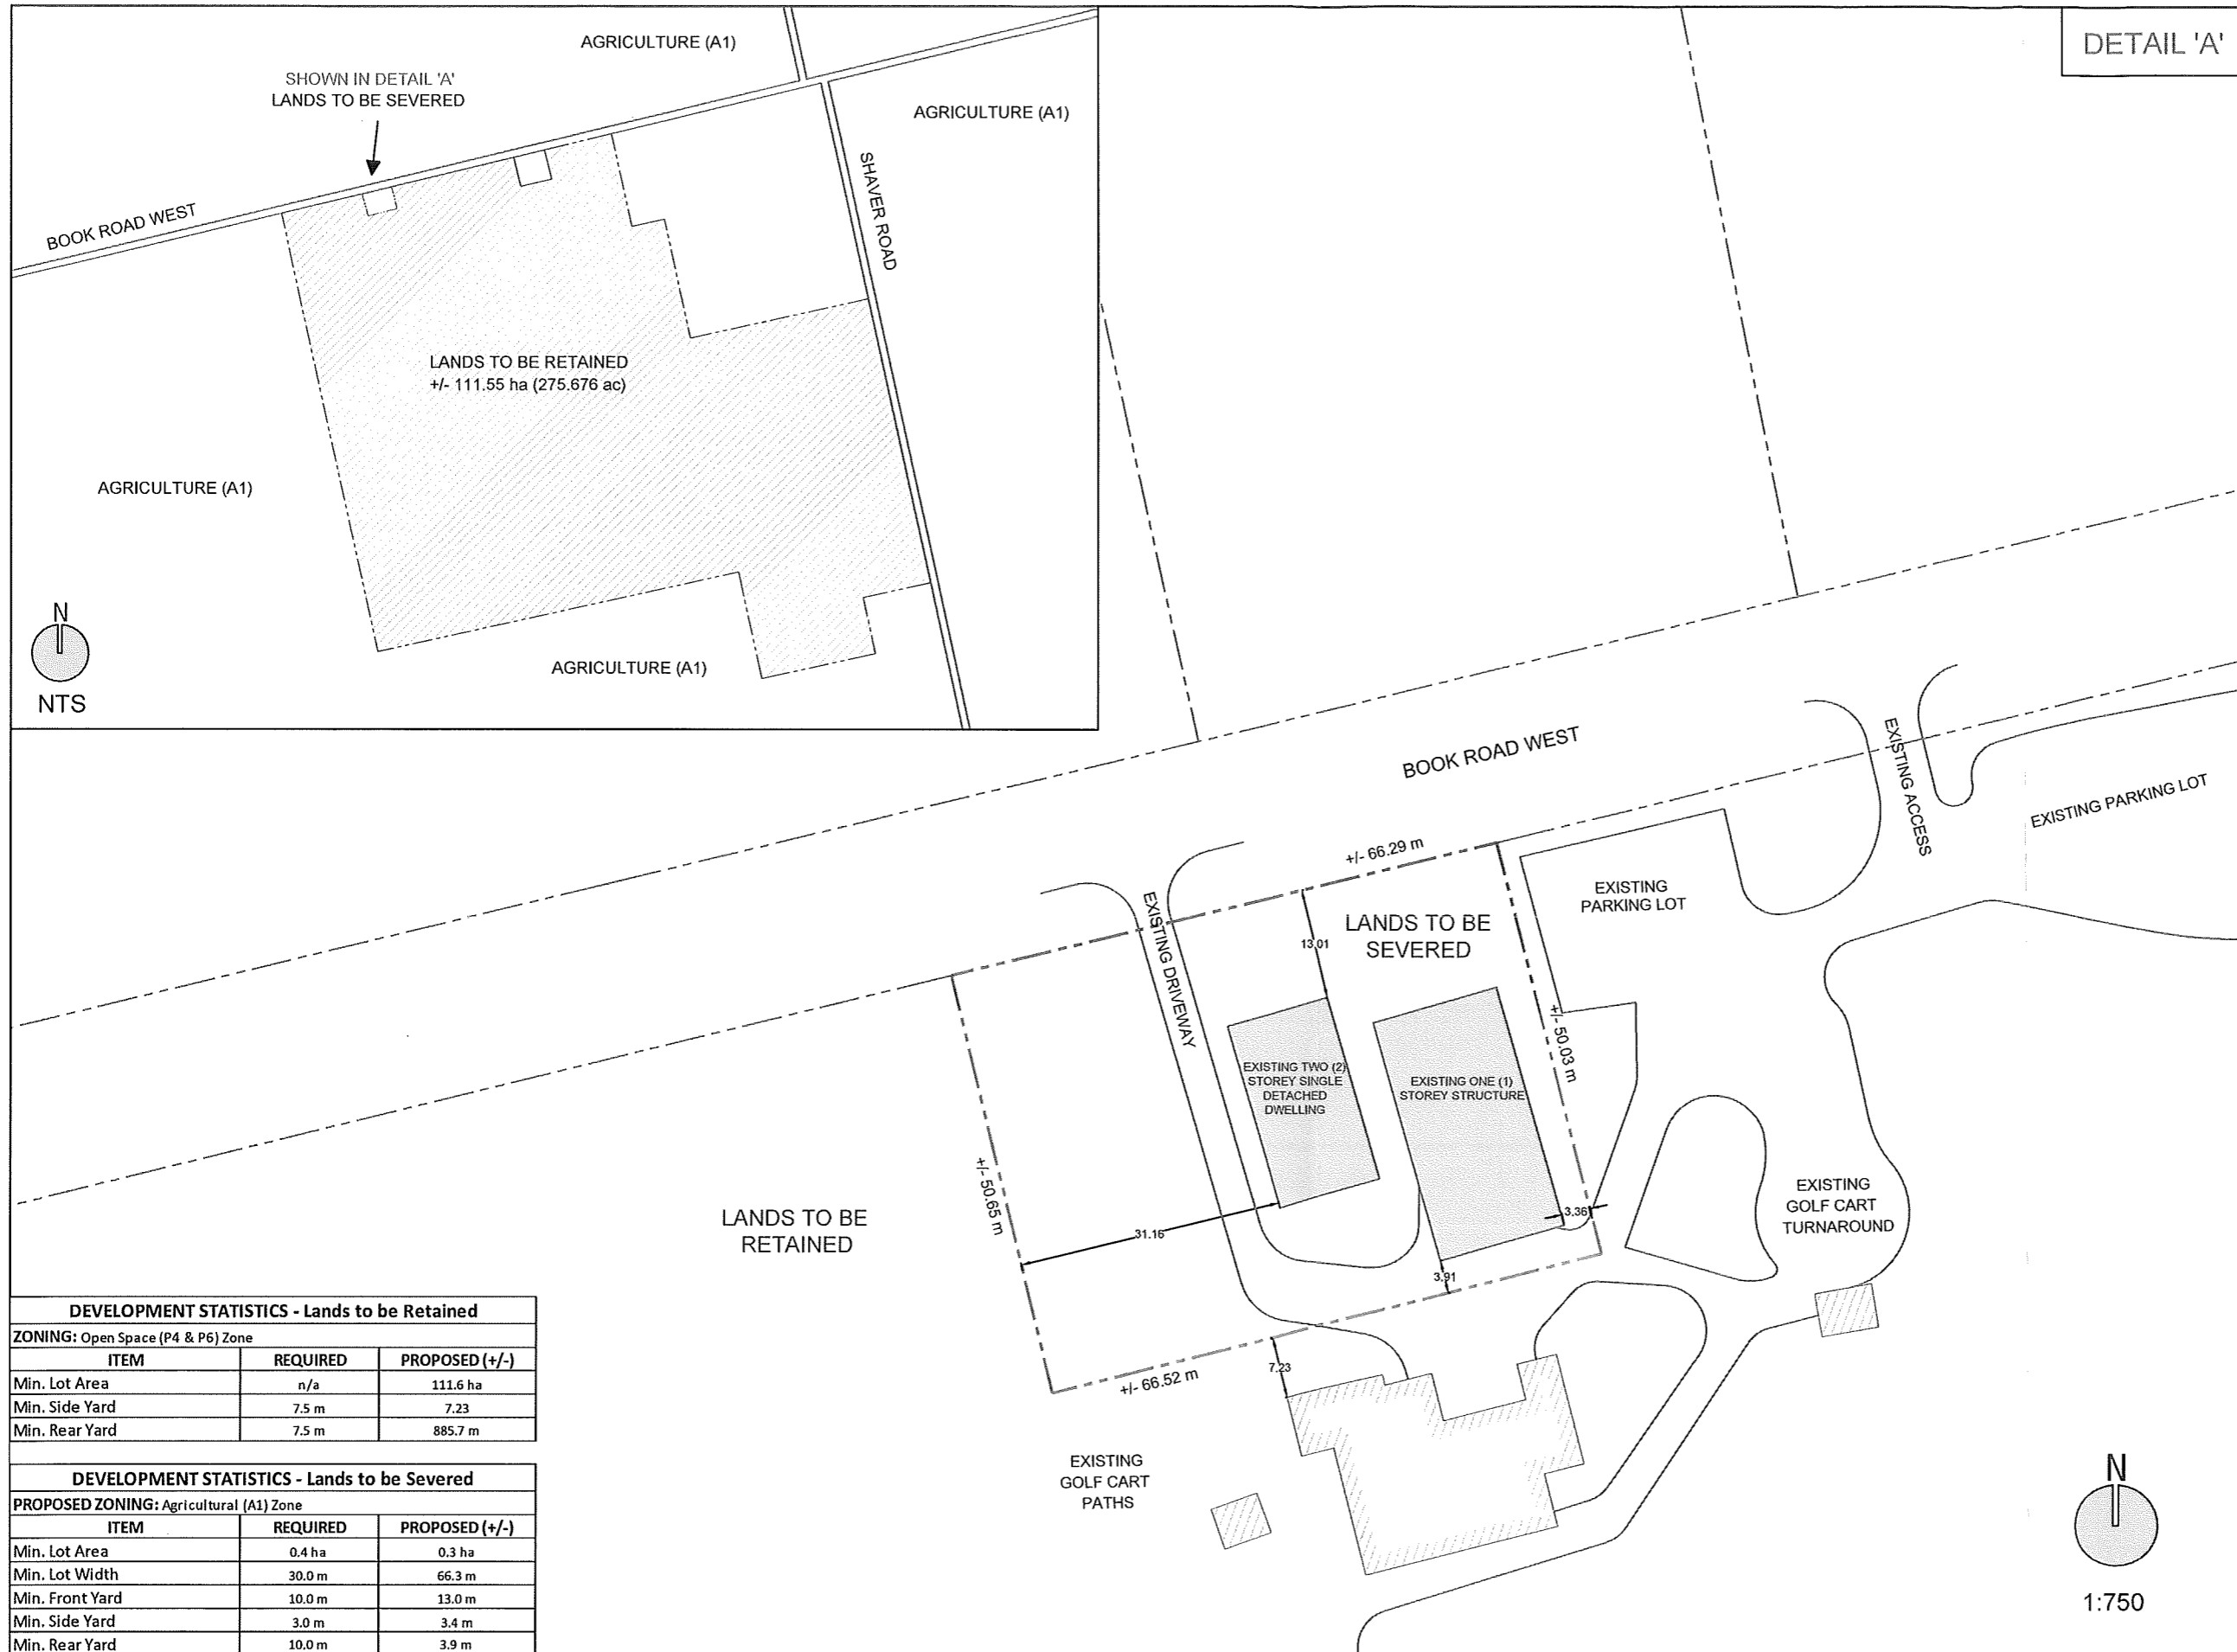 DETAIL 'A'
AGRICULTURE (A1)
SHOWN IN DETAIL 'A'
LANDS TO BE SEVERED
AGRICULTURE (A1)
SHAVER ROAD
BOOK ROAD WEST
LANDS TO BE RETAINED
+/- 111.55 ha (275.676 ac)
AGRICULTURE (A1)
AGRICULTURE (A1)
N
NTS
BOOK ROAD WEST
EXISTING ACCESS
EXISTING PARKING LOT
+/- 66.29 m
EXISTING
PARKING LOT
EXISTING DRIVEWAY
LANDS TO BE
SEVERED
13.01
+/- 50.03 m
EXISTING TWO (2)
STOREY SINGLE
DETACHED
DWELLING
EXISTING ONE (1)
STOREY STRUCTURE
+/- 50.65 m
LANDS TO BE
RETAINED
31.16
3.36
3.91
EXISTING
GOLF CART
TURNAROUND
7.23
+/- 66.52 m
EXISTING
GOLF CART
PATHS
N
1:750
DEVELOPMENT STATISTICS - Lands to be Retained
ZONING: Open Space (P4 & P6) Zone
ITEM REQUIRED PROPOSED (+/-)
Min. Lot Area n/a 111.6 ha
Min. Side Yard 7.5 m 7.23
Min. Rear Yard 7.5 m 885.7 m
DEVELOPMENT STATISTICS - Lands to be Severed
PROPOSED ZONING: Agricultural (A1) Zone
ITEM REQUIRED PROPOSED (+/-)
Min. Lot Area 0.4 ha 0.3 ha
Min. Lot Width 30.0 m 66.3 m
Min. Front Yard 10.0 m 13.0 m
Min. Side Yard 3.0 m 3.4 m
Min. Rear Yard 10.0 m 3.9 m